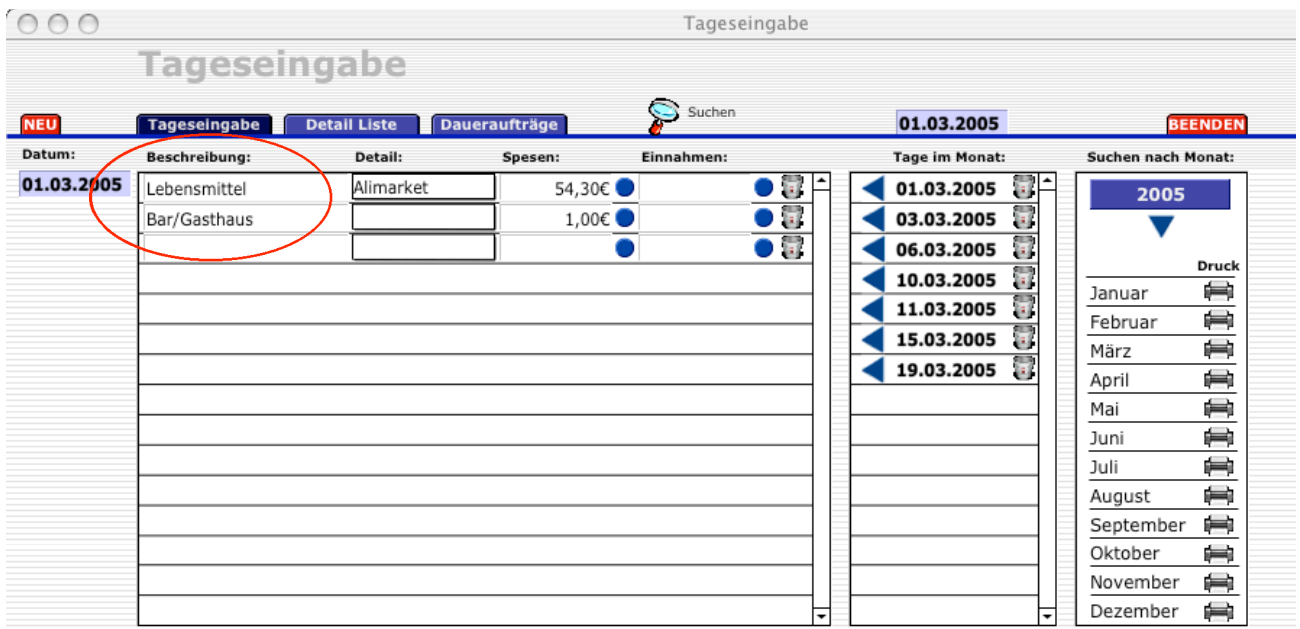 Tageseingabe
Tageseingabe
Suchen
NEU Tageseingabe Detail Liste Daueraufträge 01.03.2005 BEENDEN
Datum: Beschreibung: Detail: Spesen: Einnahmen: Tage im Monat: Suchen nach Monat:
01.03.2005 Lebensmittel Alimarket 54,30€ 01.03.2005 2005
Bar/Gasthaus 1,00€ 03.03.2005
06.03.2005
Druck
10.03.2005 Januar
11.03.2005 Februar
15.03.2005 März
19.03.2005 April
Mai
Juni
Juli
August
September
Oktober
November
Dezember